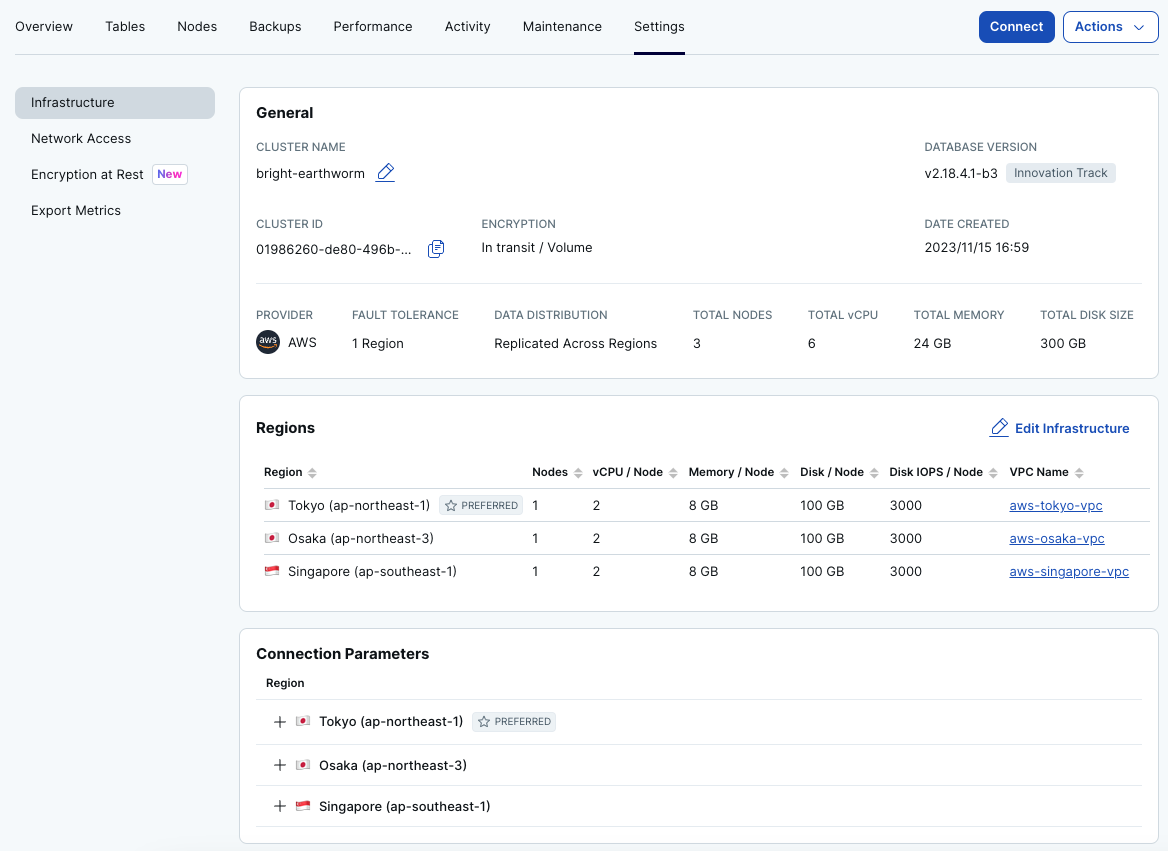 Overview Tables Nodes Backups Performance Activity Maintenance Settings Connect Actions
Infrastructure
Network Access
Encryption at Rest New
Export Metrics
General
CLUSTER NAME DATABASE VERSION
bright-earthworm v2.18.4.1-b3 Innovation Track
CLUSTER ID ENCRYPTION DATE CREATED
01986260-de80-496b-... In transit / Volume 2023/11/15 16:59
PROVIDER FAULT TOLERANCE DATA DISTRIBUTION TOTAL NODES TOTAL vCPU TOTAL MEMORY TOTAL DISK SIZE
aws AWS 1 Region Replicated Across Regions 3 6 24 GB 300 GB
Regions Edit Infrastructure
Region Nodes vCPU / Node Memory / Node Disk / Node Disk IOPS / Node VPC Name
Tokyo (ap-northeast-1) PREFERRED 1 2 8 GB 100 GB 3000 aws-tokyo-vpc
Osaka (ap-northeast-3) 1 2 8 GB 100 GB 3000 aws-osaka-vpc
Singapore (ap-southeast-1) 1 2 8 GB 100 GB 3000 aws-singapore-vpc
Connection Parameters
Region
Tokyo (ap-northeast-1) PREFERRED
Osaka (ap-northeast-3)
Singapore (ap-southeast-1)